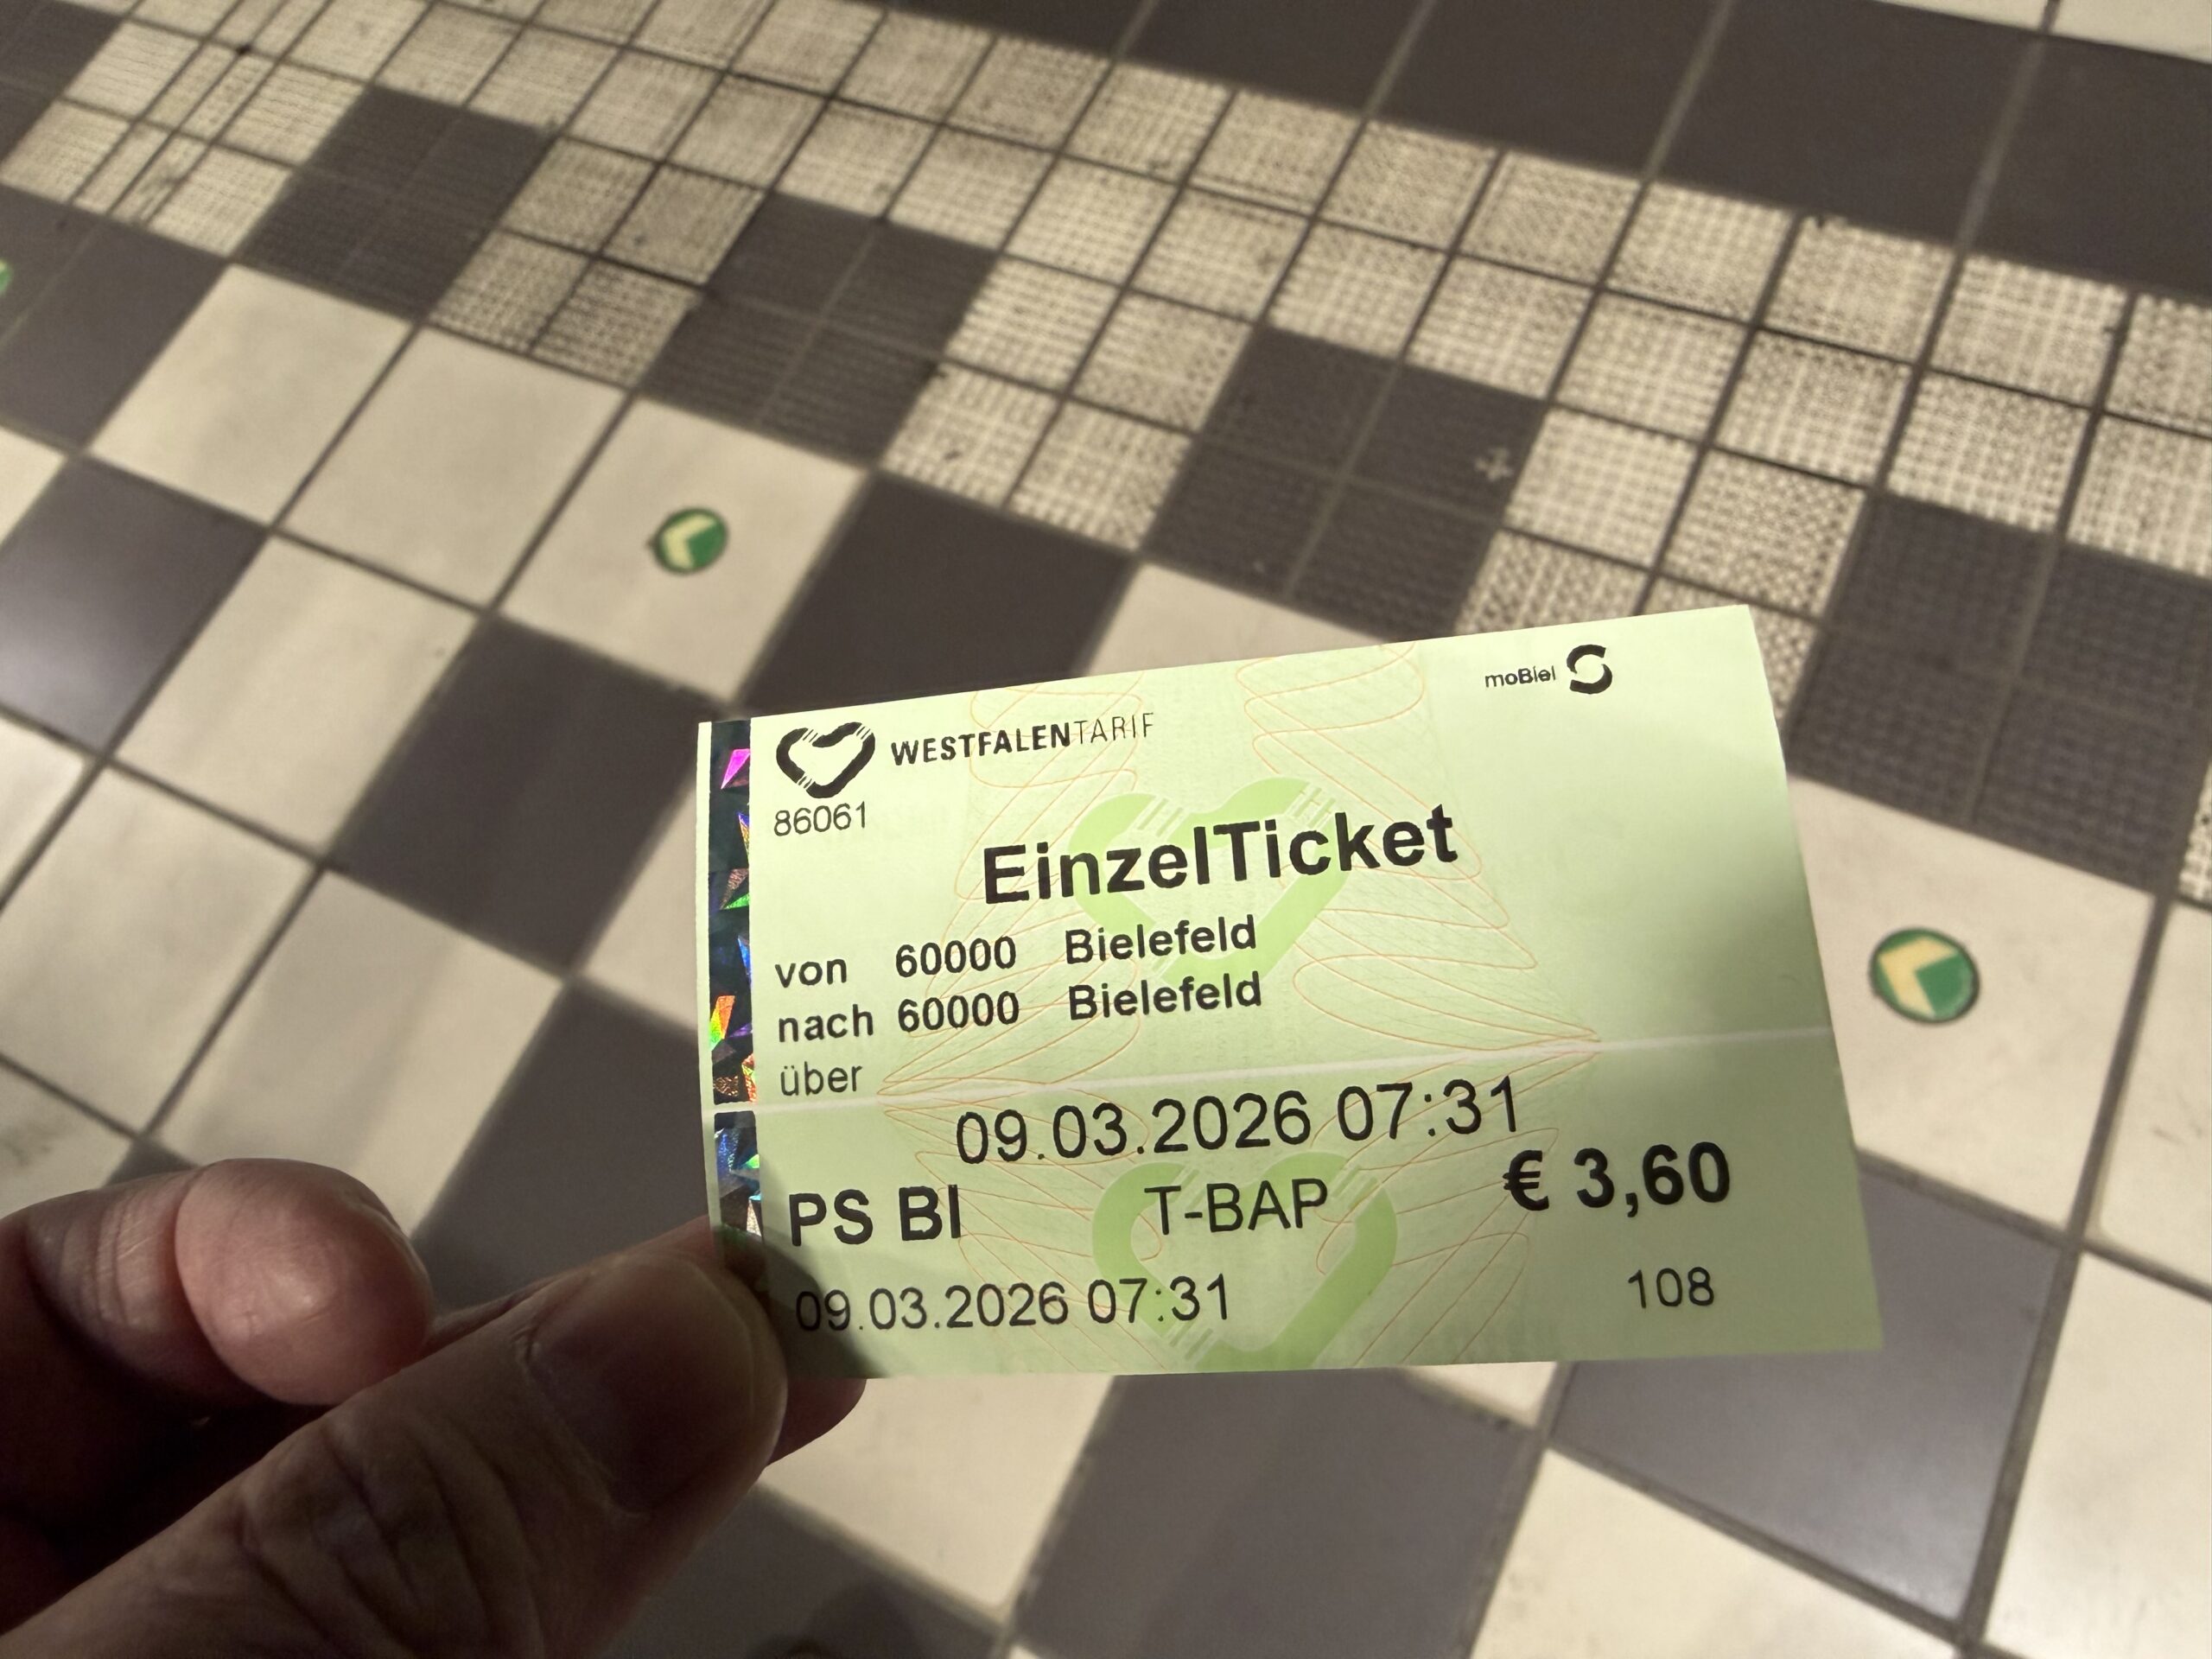 WESTFALENTARIF
moBiel
86061
EinzelTicket
von 60000 Bielefeld
nach 60000 Bielefeld
über
09.03.2026 07:31
PS BI T-BAP € 3,60
09.03.2026 07:31 108